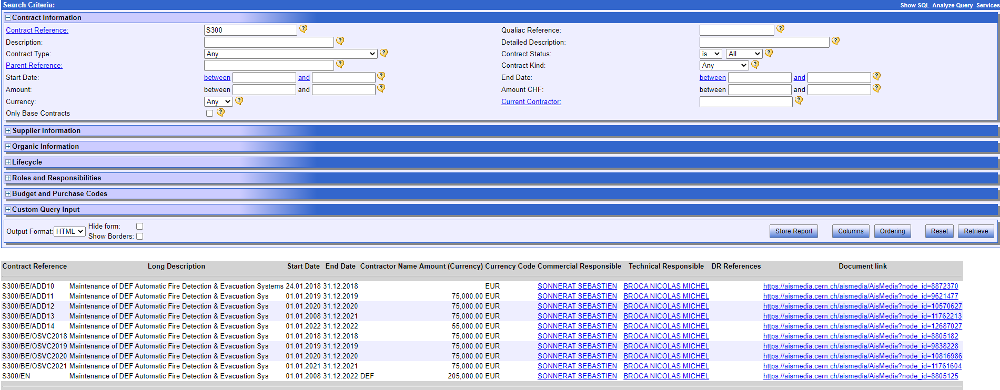 Search Criteria: Show SQL Analyze Query Services
Contract Information
Contract Reference: S300 Qualiac Reference:
Description: Detailed Description:
Contract Type: Any Contract Status: is All
Parent Reference: Contract Kind: Any
Start Date: between and End Date: between and
Amount: between and Amount CHF: between and
Currency: Any Current Contractor:
Only Base Contracts
Supplier Information
Organic Information
Lifecycle
Roles and Responsibilities
Budget and Purchase Codes
Custom Query Input
Output Format: HTML Hide form: Store Report Columns Ordering Reset Retrieve
Show Borders:
Contract Reference Long Description Start Date End Date Contractor Name Amount (Currency) Currency Code Commercial Responsible Technical Responsible DR References Document link
S300/BE/ADD10 Maintenance of DEF Automatic Fire Detection & Evacuation Systems 24.01.2018 31.12.2018 EUR SONNERAT SEBASTIEN BROCA NICOLAS MICHEL https://aismedia.cern.ch/aismedia/AisMedia?node_id=8872370
S300/BE/ADD11 Maintenance of DEF Automatic Fire Detection & Evacuation Sys 01.01.2019 31.12.2019 75,000.00 EUR SONNERAT SEBASTIEN BROCA NICOLAS MICHEL https://aismedia.cern.ch/aismedia/AisMedia?node_id=9621477
S300/BE/ADD12 Maintenance of DEF Automatic Fire Detection & Evacuation Sys 01.01.2020 31.12.2020 75,000.00 EUR SONNERAT SEBASTIEN BROCA NICOLAS MICHEL https://aismedia.cern.ch/aismedia/AisMedia?node_id=10570627
S300/BE/ADD13 Maintenance of DEF Automatic Fire Detection & Evacuation Sys 01.01.2008 31.12.2021 75,000.00 EUR SONNERAT SEBASTIEN BROCA NICOLAS MICHEL https://aismedia.cern.ch/aismedia/AisMedia?node_id=11762213
S300/BE/ADD14 Maintenance of DEF Automatic Fire Detection & Evacuation Sys 01.01.2022 31.12.2022 55,000.00 EUR SONNERAT SEBASTIEN BROCA NICOLAS MICHEL https://aismedia.cern.ch/aismedia/AisMedia?node_id=12687027
S300/BE/OSVC2018 Maintenance of DEF Automatic Fire Detection & Evacuation Sys 01.01.2018 31.12.2018 75,000.00 EUR SONNERAT SEBASTIEN BROCA NICOLAS MICHEL https://aismedia.cern.ch/aismedia/AisMedia?node_id=8805182
S300/BE/OSVC2019 Maintenance of DEF Automatic Fire Detection & Evacuation Sys 01.01.2019 31.12.2019 75,000.00 EUR SONNERAT SEBASTIEN BROCA NICOLAS MICHEL https://aismedia.cern.ch/aismedia/AisMedia?node_id=9838228
S300/BE/OSVC2020 Maintenance of DEF Automatic Fire Detection & Evacuation Sys 01.01.2020 31.12.2020 75,000.00 EUR SONNERAT SEBASTIEN BROCA NICOLAS MICHEL https://aismedia.cern.ch/aismedia/AisMedia?node_id=10816986
S300/BE/OSVC2021 Maintenance of DEF Automatic Fire Detection & Evacuation Sys 01.01.2021 31.12.2021 75,000.00 EUR SONNERAT SEBASTIEN BROCA NICOLAS MICHEL https://aismedia.cern.ch/aismedia/AisMedia?node_id=11761604
S300/EN Maintenance of DEF Automatic Fire Detection & Evacuation Sys 01.01.2008 31.12.2022 DEF 205,000.00 EUR SONNERAT SEBASTIEN BROCA NICOLAS MICHEL https://aismedia.cern.ch/aismedia/AisMedia?node_id=8805125